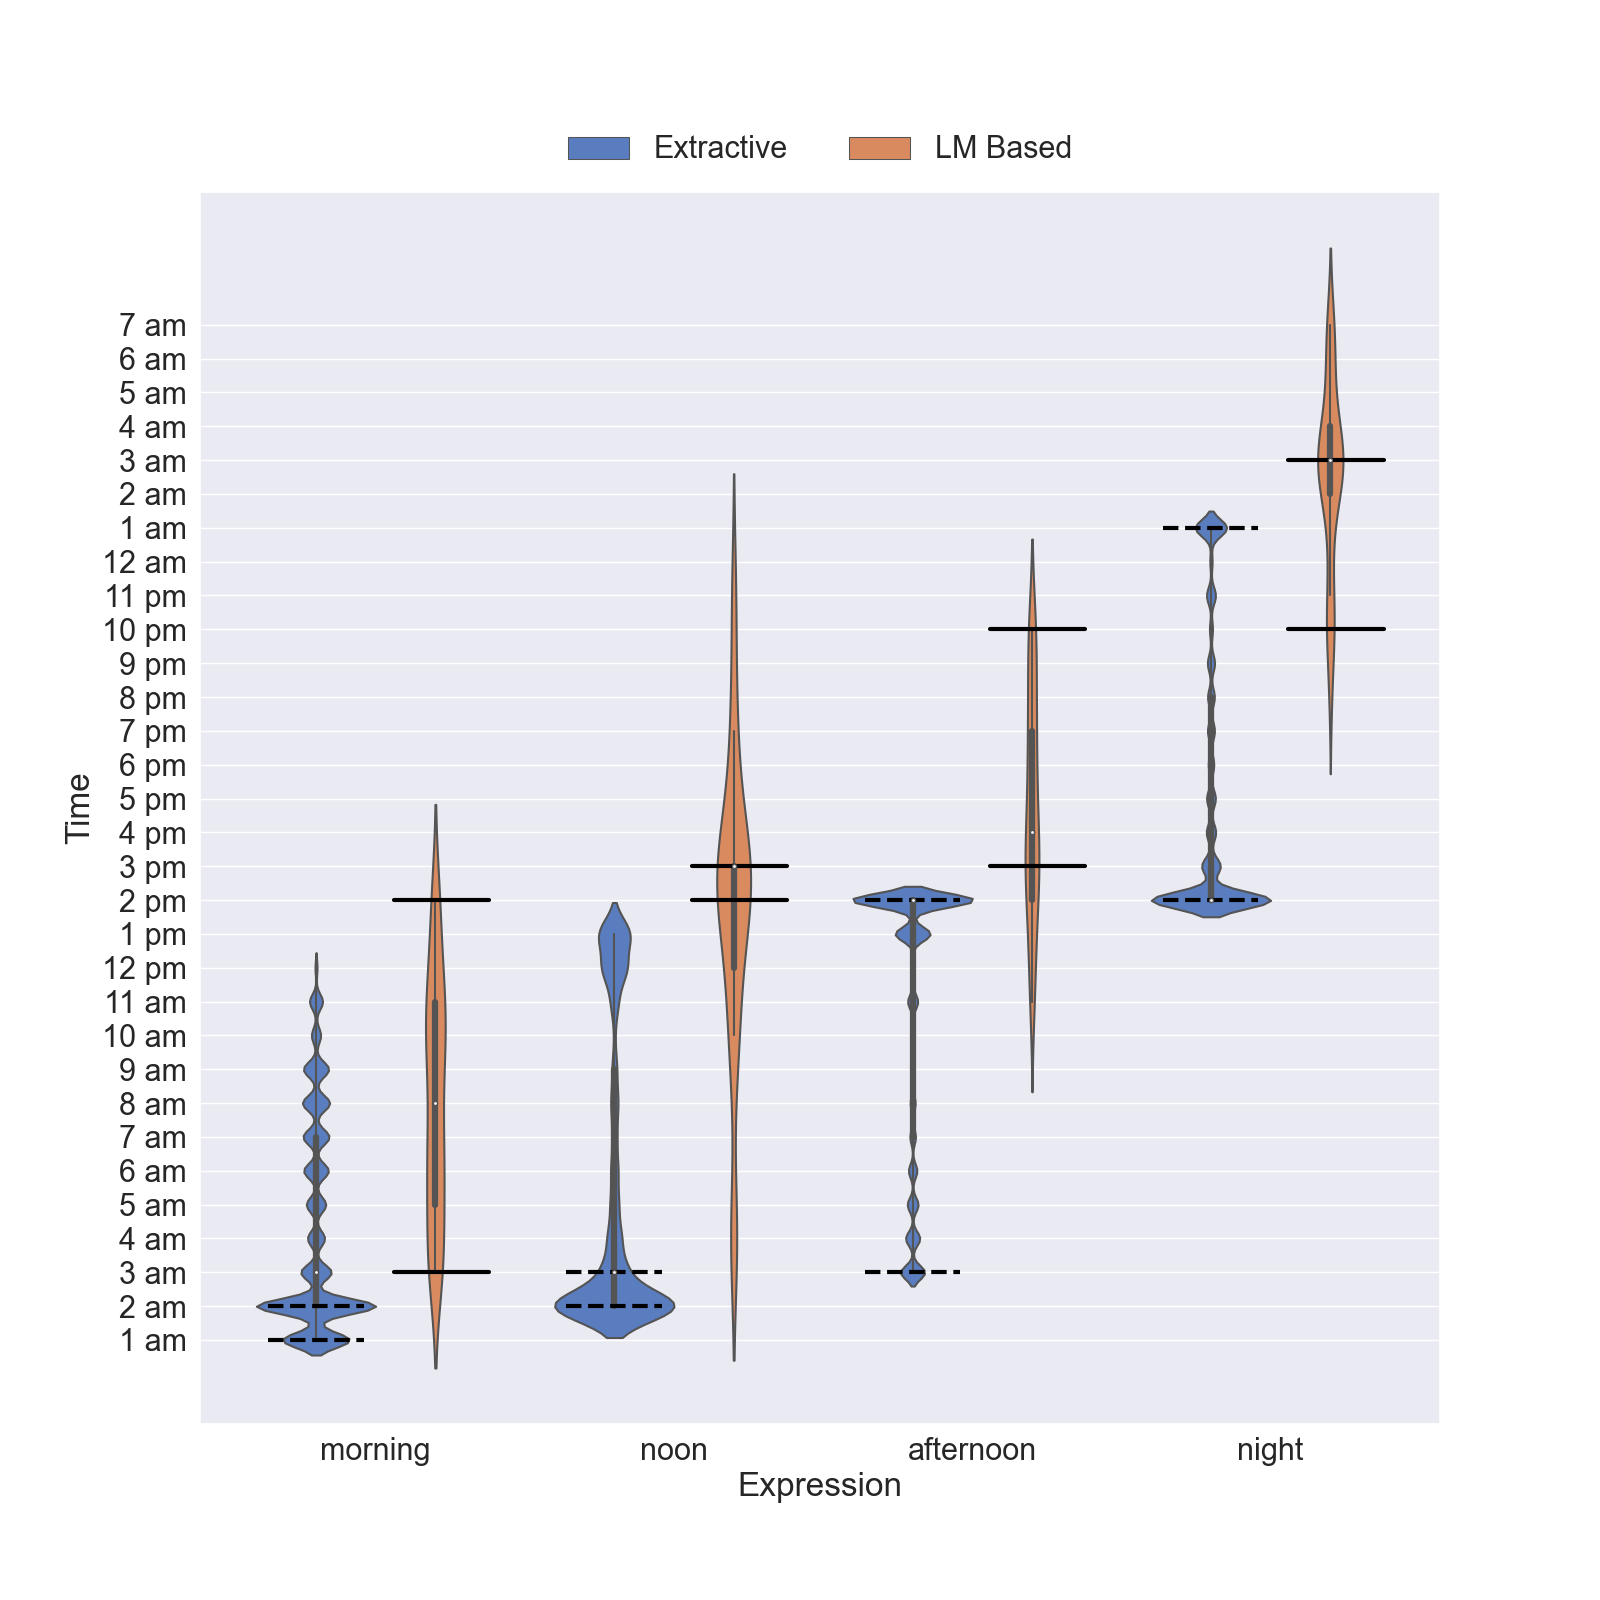 Extractive
LM Based
7 am
6 am
5 am
4 am
3 am
2 am
1 am
12 am
11 pm
10 pm
9 pm
8 pm
7 pm
6 pm
5 pm
4 pm
3 pm
2 pm
1 pm
12 pm
11 am
10 am
9 am
8 am
7 am
6 am
5 am
4 am
3 am
2 am
1 am
Time
morning
noon
afternoon
night
Expression